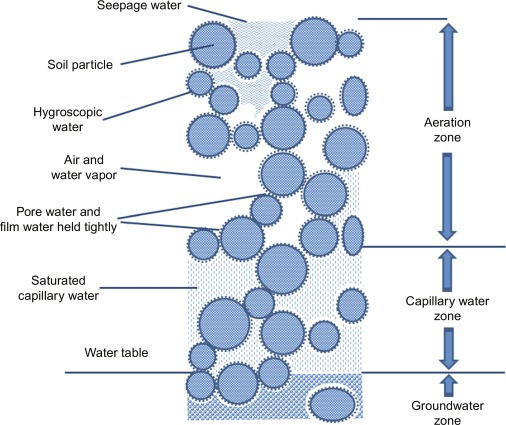 Seepage water
Soil particle
Hygroscopic
water
Air and
water vapor
Pore water and
film water held tightly
Saturated
capillary water
Water table
Aeration
zone
Capillary water
zone
Groundwater
zone